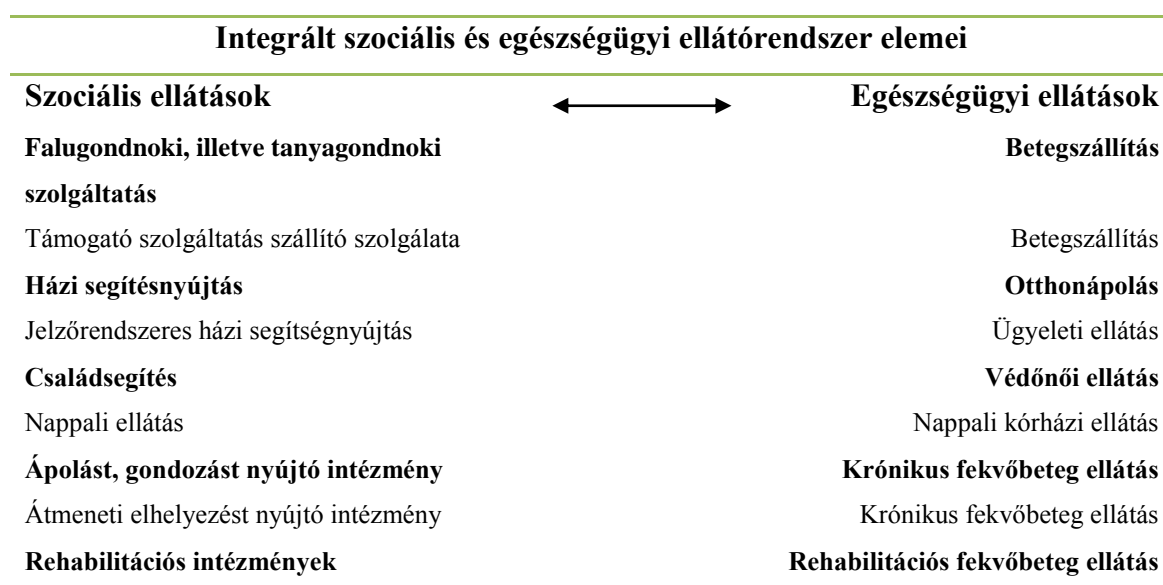 Integrált szociális és egészségügyi ellátórendszer elemei
Szociális ellátások Egészségügyi ellátások
Falugondnoki, illetve tanyagondnoki Betegszállítás
szolgáltatás
Támogató szolgáltatás szállító szolgálata Betegszállítás
Házi segítésnyújtás Otthonápolás
Jelzőrendszeres házi segítségnyújtás Ügyeleti ellátás
Családsegítés Védőnői ellátás
Nappali ellátás Nappali kórházi ellátás
Ápolást, gondozást nyújtó intézmény Krónikus fekvőbeteg ellátás
Átmeneti elhelyezést nyújtó intézmény Krónikus fekvőbeteg ellátás
Rehabilitációs intézmények Rehabilitációs fekvőbeteg ellátás